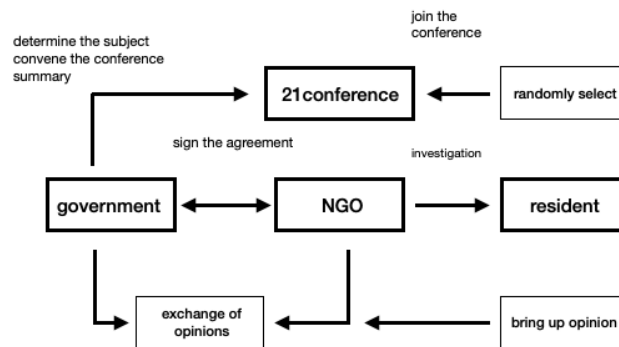 determine the subject
convene the conference
summary
join the
conference
21conference
randomly select
sign the agreement
investigation
government
NGO
resident
exchange of
opinions
bring up opinion